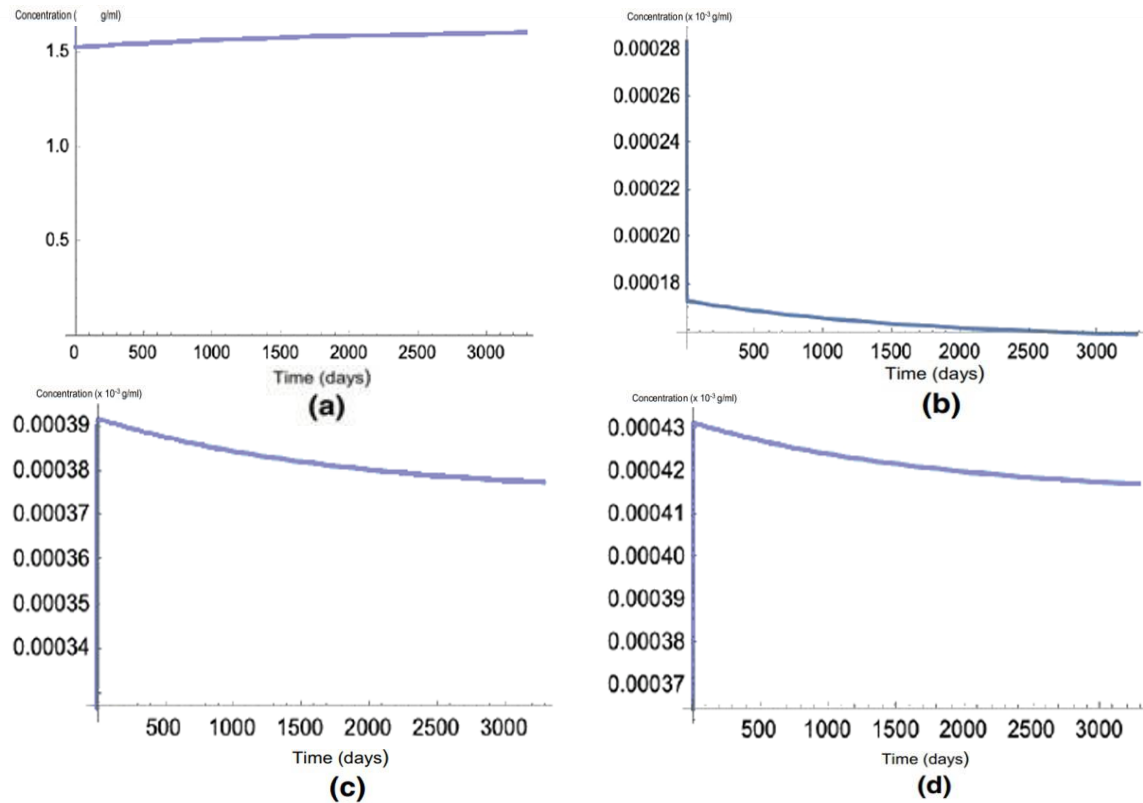 Concentration ( g/ml)
1.5
1.0
0.5
0 500 1000 1500 2000 2500 3000
Time (days)
(a)
Concentration (x 10⁻³ g/ml)
0.00028
0.00026
0.00024
0.00022
0.00020
0.00018
500 1000 1500 2000 2500 3000
Time (days)
(b)
Concentration (x 10⁻³ g/ml)
0.00039
0.00038
0.00037
0.00036
0.00035
0.00034
500 1000 1500 2000 2500 3000
Time (days)
(c)
Concentration (x 10⁻³ g/ml)
0.00043
0.00042
0.00041
0.00040
0.00039
0.00038
0.00037
500 1000 1500 2000 2500 3000
Time (days)
(d)